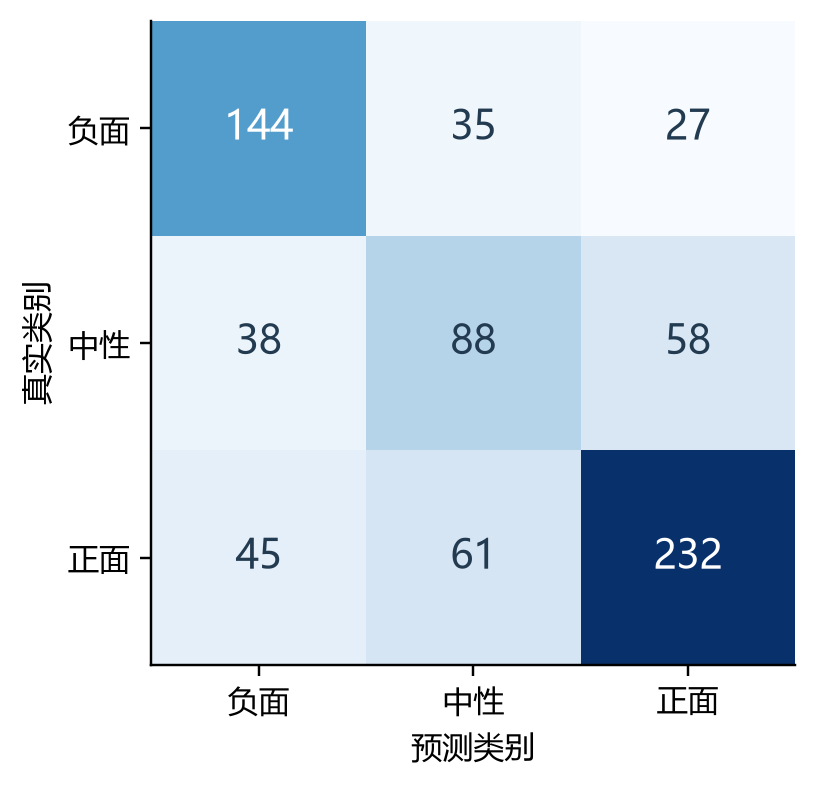 负面 144 35 27
中性 38 88 58
正面 45 61 232
真实类别
负面 中性 正面
预测类别